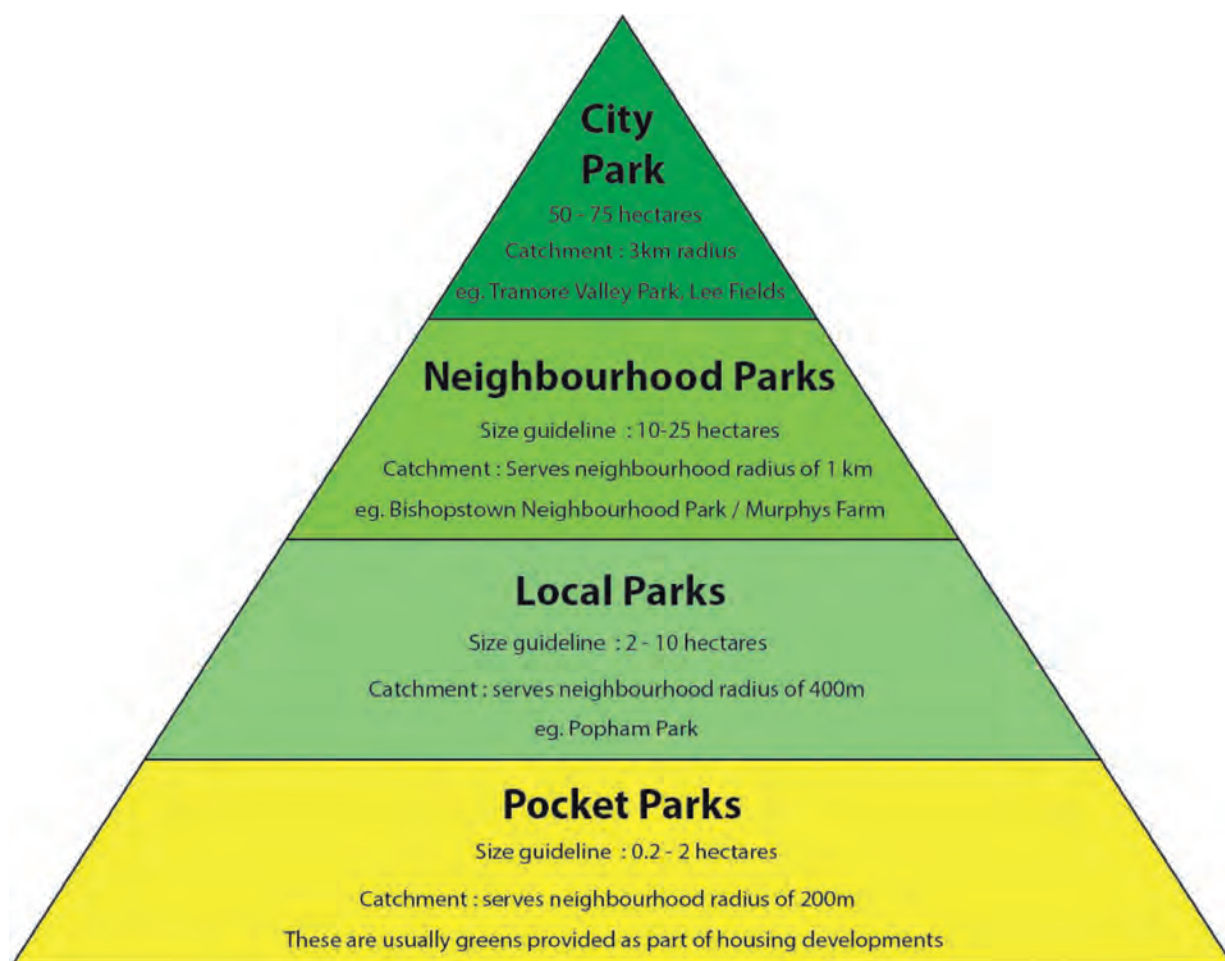 City
Park
50 - 75 hectares
Catchment : 3km radius
eg. Tramore Valley Park, Lee Fields
Neighbourhood Parks
Size guideline : 10-25 hectares
Catchment : Serves neighbourhood radius of 1 km
eg. Bishopstown Neighbourhood Park / Murphys Farm
Local Parks
Size guideline : 2 - 10 hectares
Catchment : serves neighbourhood radius of 400m
eg. Popham Park
Pocket Parks
Size guideline : 0.2 - 2 hectares
Catchment : serves neighbourhood radius of 200m
These are usually greens provided as part of housing developments